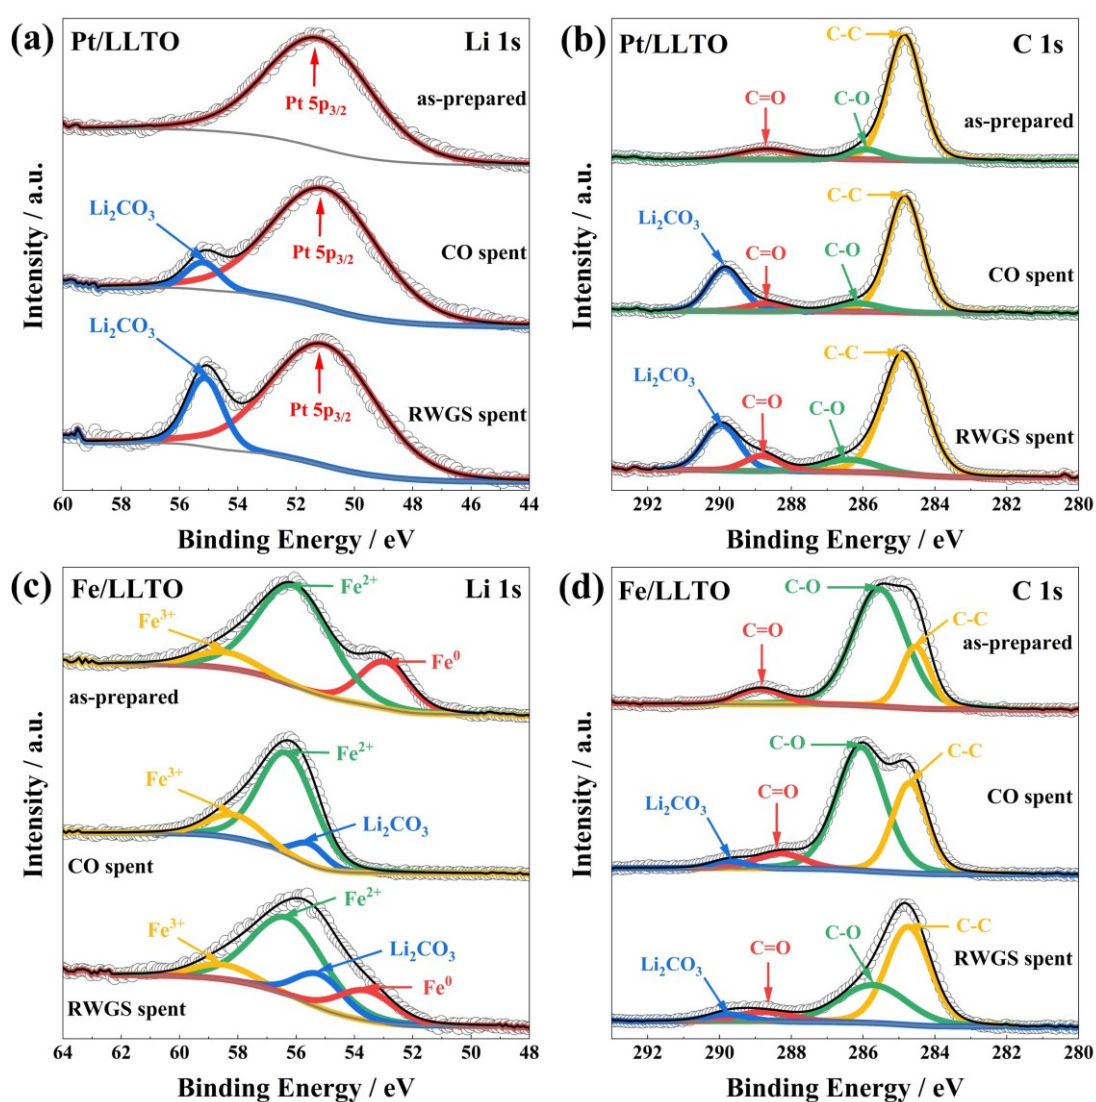 (a) Pt/LLTO Li 1s
as-prepared
Pt 5p3/2
Li2CO3
CO spent
Pt 5p3/2
Li2CO3
RWGS spent
Pt 5p3/2
60 58 56 54 52 50 48 46 44
Binding Energy / eV
Intensity / a.u.
(b) Pt/LLTO C 1s
C-C
C=O
C-O
as-prepared
Li2CO3
C=O
C-O
C-C
CO spent
Li2CO3
C=O
C-O
C-C
RWGS spent
292 290 288 286 284 282 280
Binding Energy / eV
Intensity / a.u.
(c) Fe/LLTO Li 1s
Fe2+
Fe3+
Fe0
as-prepared
Fe2+
Fe3+
Li2CO3
CO spent
Fe2+
Fe3+
Li2CO3
Fe0
RWGS spent
64 62 60 58 56 54 52 50 48
Binding Energy / eV
Intensity / a.u.
(d) Fe/LLTO C 1s
C-O
C=O
C-C
as-prepared
C-O
C=O
C-C
Li2CO3
CO spent
C-O
C-C
C=O
Li2CO3
RWGS spent
292 290 288 286 284 282 280
Binding Energy / eV
Intensity / a.u.